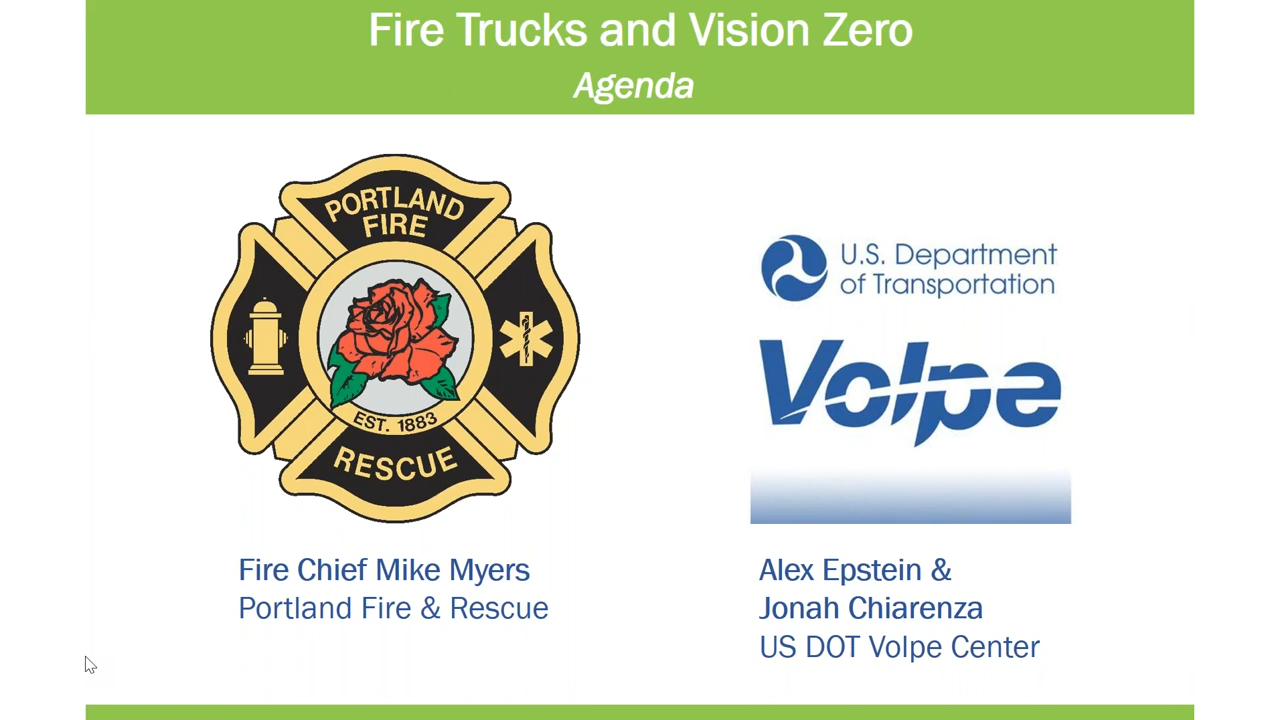 Fire Trucks and Vision Zero
Agenda
PORTLAND
FIRE
EST. 1883
RESCUE
U.S. Department
of Transportation
Volpe
Fire Chief Mike Myers
Portland Fire & Rescue
Alex Epstein &
Jonah Chiarenza
US DOT Volpe Center